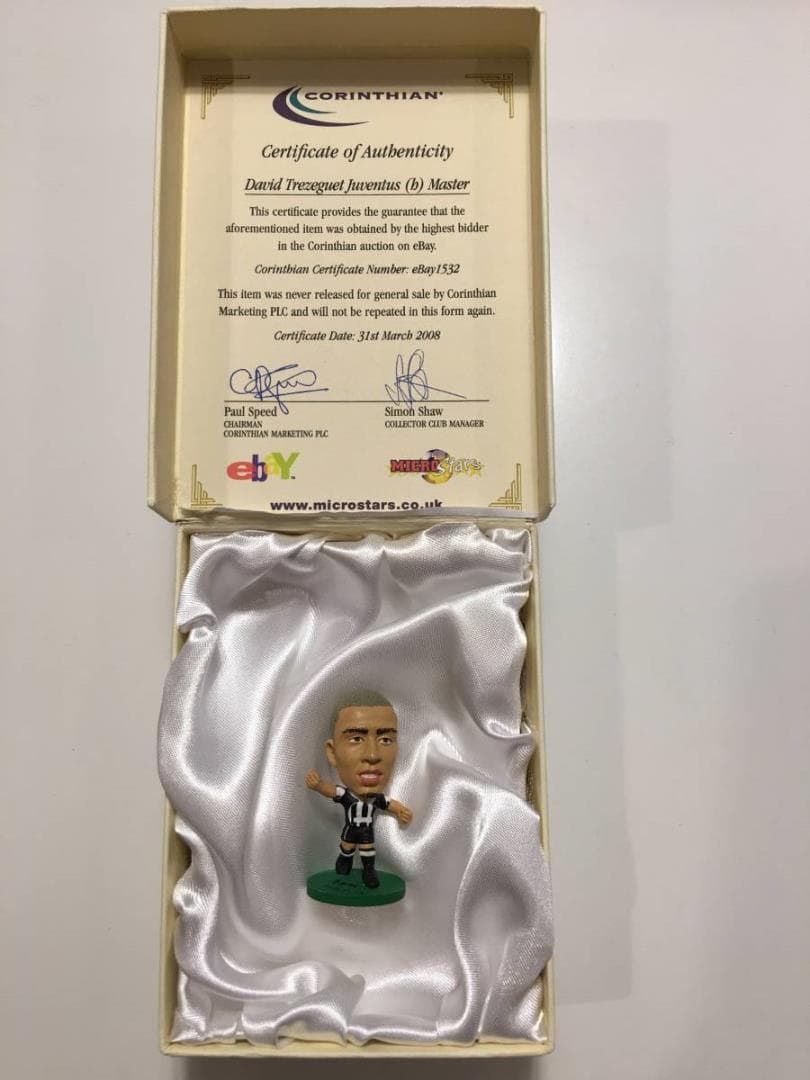 CORINTHIAN
Certificate of Authenticity
David Trezeguet Juventus (h) Master
This certificate provides the guarantee that the
aforementioned item was obtained by the highest bidder
in the Corinthian auction on eBay.
Corinthian Certificate Number: eBay1532
This item was never released for general sale by Corinthian
Marketing PLC and will not be repeated in this form again.
Certificate Date: 31st March 2008
Paul Speed
CHAIRMAN
CORINTHIAN MARKETING PLC
Simon Shaw
COLLECTOR CLUB MANAGER
ebaY
MICROStars
www.microstars.co.uk